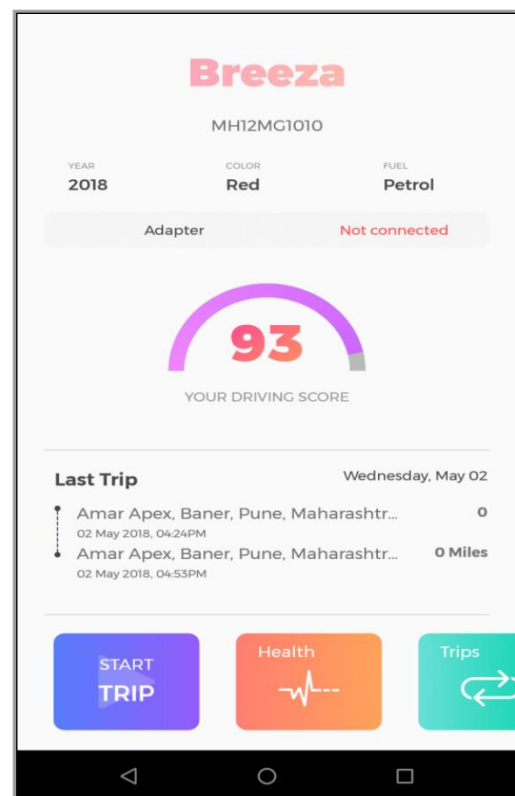 Breeza
MH12MG1010
YEAR COLOR FUEL
2018 Red Petrol
Adapter Not connected
93
YOUR DRIVING SCORE
Last Trip Wednesday, May 02
Amar Apex, Baner, Pune, Maharashtr... 0
02 May 2018, 04:24PM
Amar Apex, Baner, Pune, Maharashtr... 0 Miles
02 May 2018, 04:53PM
START
TRIP
Health
Trips